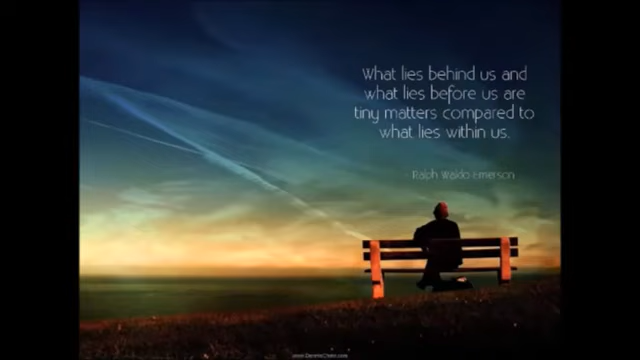 What lies behind us and
what lies before us are
tiny matters compared to
what lies within us.
- Ralph Waldo Emerson